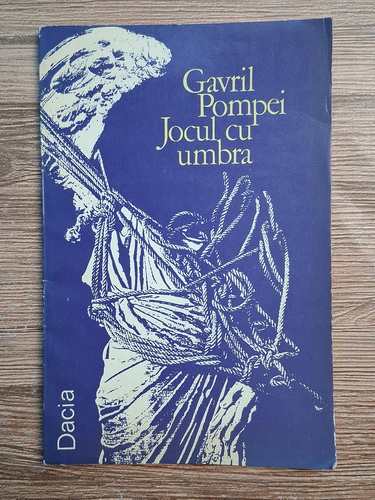 Gavril
Pompei
Jocul cu
umbra
Dacia